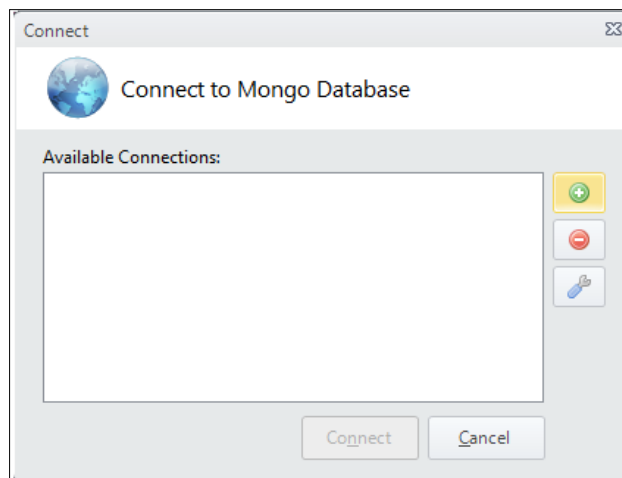 Connect
Connect to Mongo Database
Available Connections:
Connect
Cancel